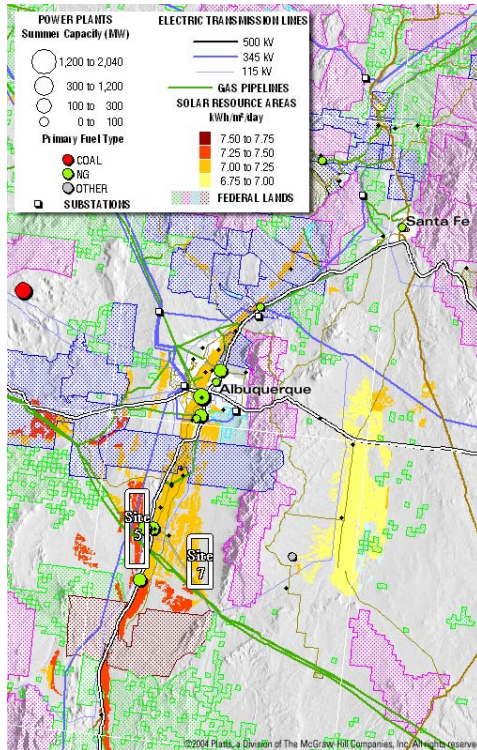 POWER PLANTS
Summer Capacity (MW)
1,200 to 2,040
300 to 1,200
100 to 300
0 to 100
Primary Fuel Type
COAL
NG
OTHER
SUBSTATIONS
ELECTRIC TRANSMISSION LINES
500 kV
345 kV
115 kV
GAS PIPELINES
SOLAR RESOURCE AREAS
kWh/m²/day
7.50 to 7.75
7.25 to 7.50
7.00 to 7.25
6.75 to 7.00
FEDERAL LANDS
Santa Fe
Albuquerque
Site
5
Site
7
©2004 Platts, a Division of The McGraw-Hill Companies, Inc. All rights reserve